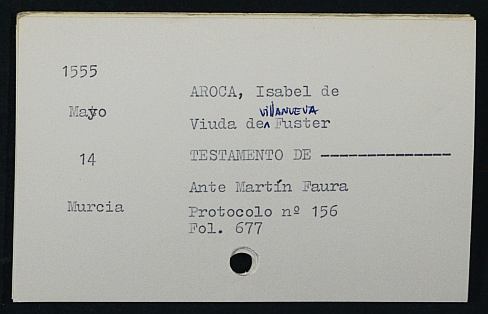 1555
AROCA, Isabel de
Mayo
VillANUEVA
Viuda de^ Fuster
14
TESTAMENTO DE --------------
Ante Martín Faura
Murcia
Protocolo nº 156
Fol. 677